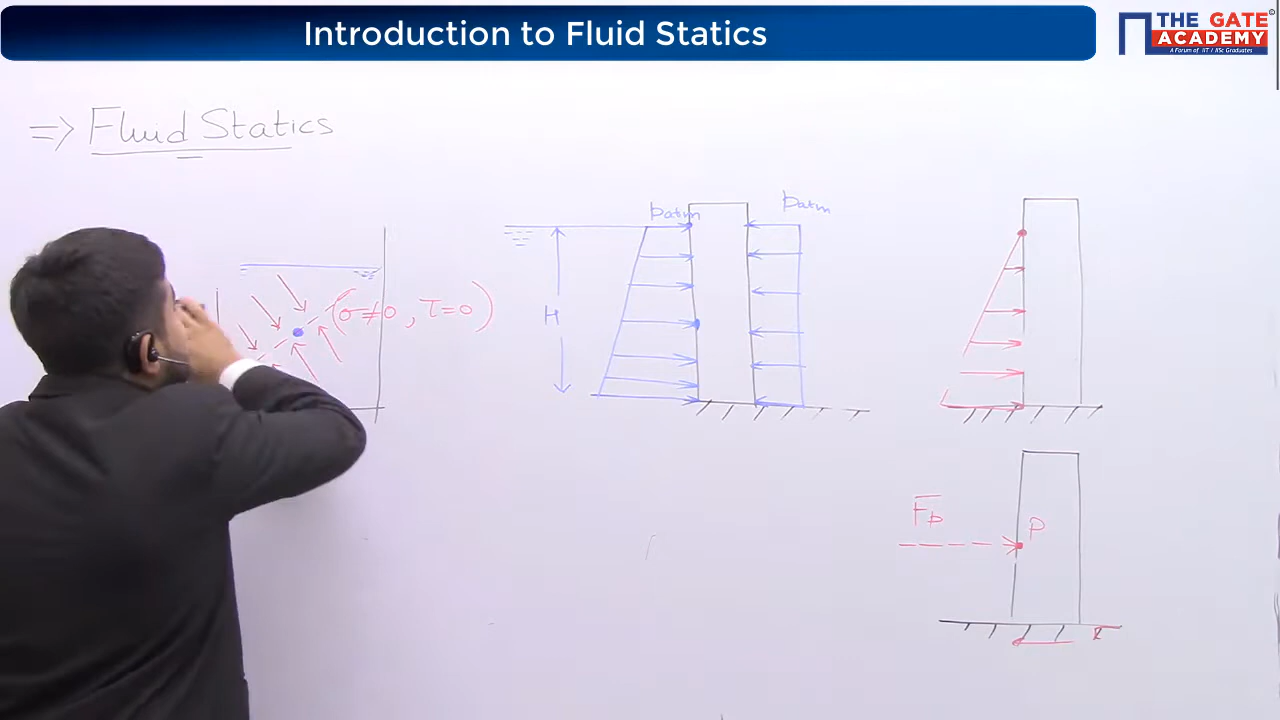 Introduction to Fluid Statics
THE GATE
ACADEMY
A Forum of IIT / IISc Graduates
=> Fluid Statics
Patm
Patm
(σ≠0, τ=0)
H
Fp
P